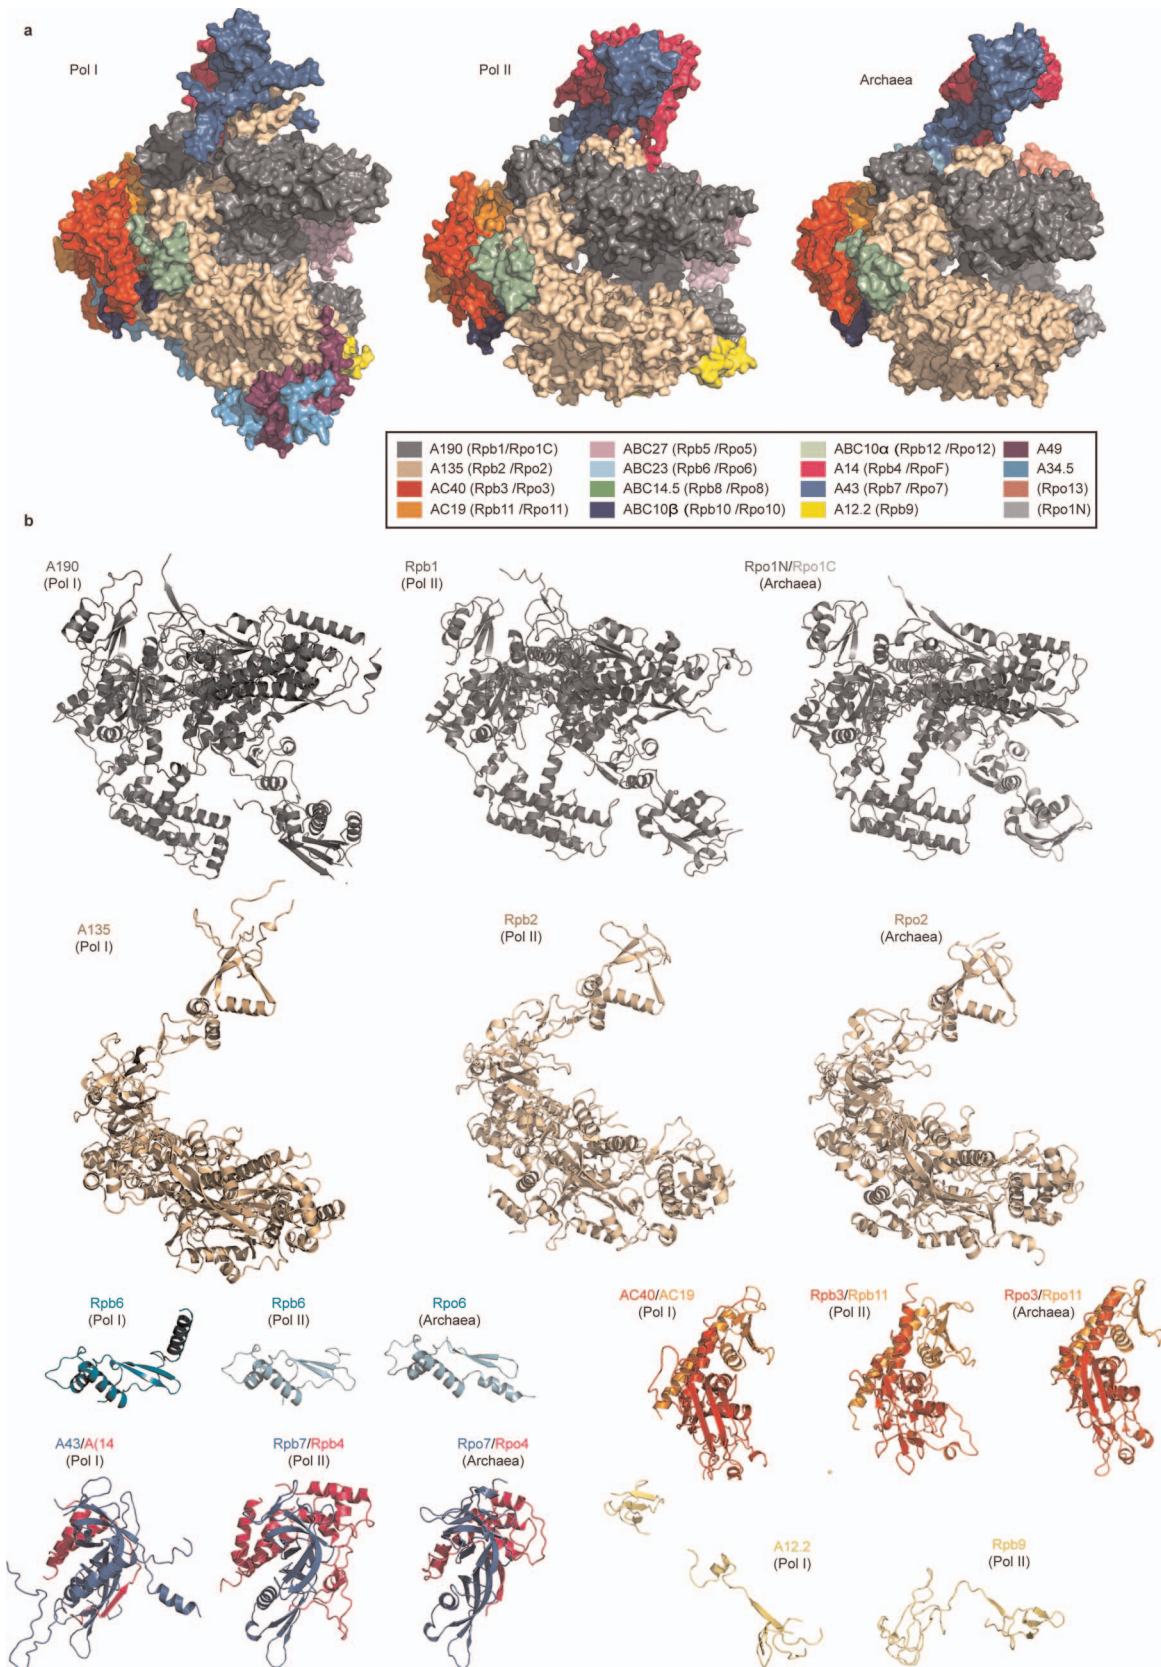 a
Pol I
Pol II
Archaea
A190 (Rpb1/Rpo1C)
A135 (Rpb2 /Rpo2)
AC40 (Rpb3 /Rpo3)
AC19 (Rpb11 /Rpo11)
ABC27 (Rpb5 /Rpo5)
ABC23 (Rpb6 /Rpo6)
ABC14.5 (Rpb8 /Rpo8)
ABC10β (Rpb10 /Rpo10)
ABC10α (Rpb12 /Rpo12)
A14 (Rpb4 /RpoF)
A43 (Rpb7 /Rpo7)
A12.2 (Rpb9)
A49
A34.5
(Rpo13)
(Rpo1N)
b
A190
(Pol I)
Rpb1
(Pol II)
Rpo1N/Rpo1C
(Archaea)
A135
(Pol I)
Rpb2
(Pol II)
Rpo2
(Archaea)
Rpb6
(Pol I)
Rpb6
(Pol II)
Rpo6
(Archaea)
AC40/AC19
(Pol I)
Rpb3/Rpb11
(Pol II)
Rpo3/Rpo11
(Archaea)
A43/A(14
(Pol I)
Rpb7/Rpb4
(Pol II)
Rpo7/Rpo4
(Archaea)
A12.2
(Pol I)
Rpb9
(Pol II)